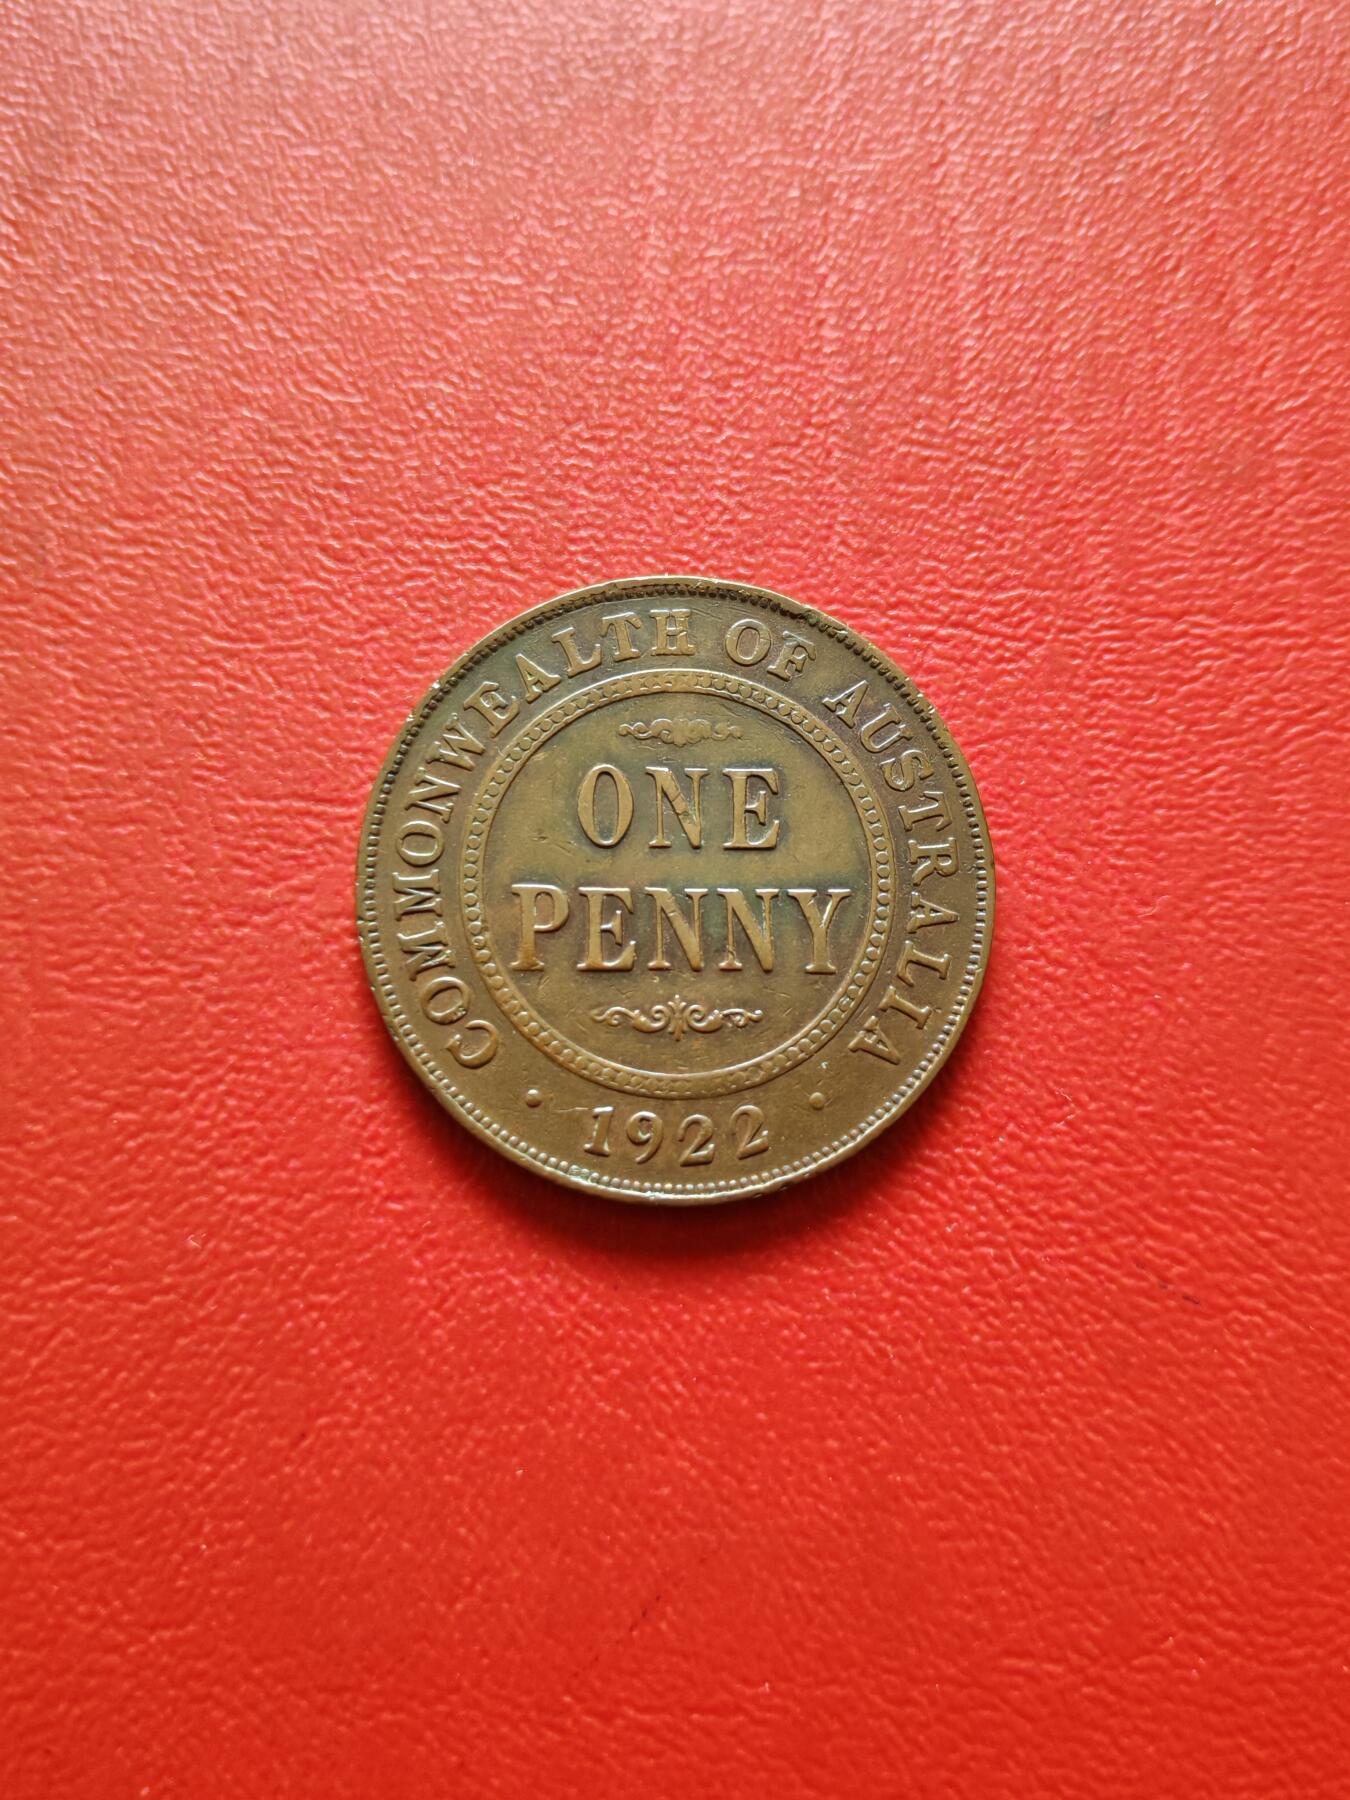 COMMONWEALTH OF AUSTRALIA
ONE
PENNY
· 1922 ·